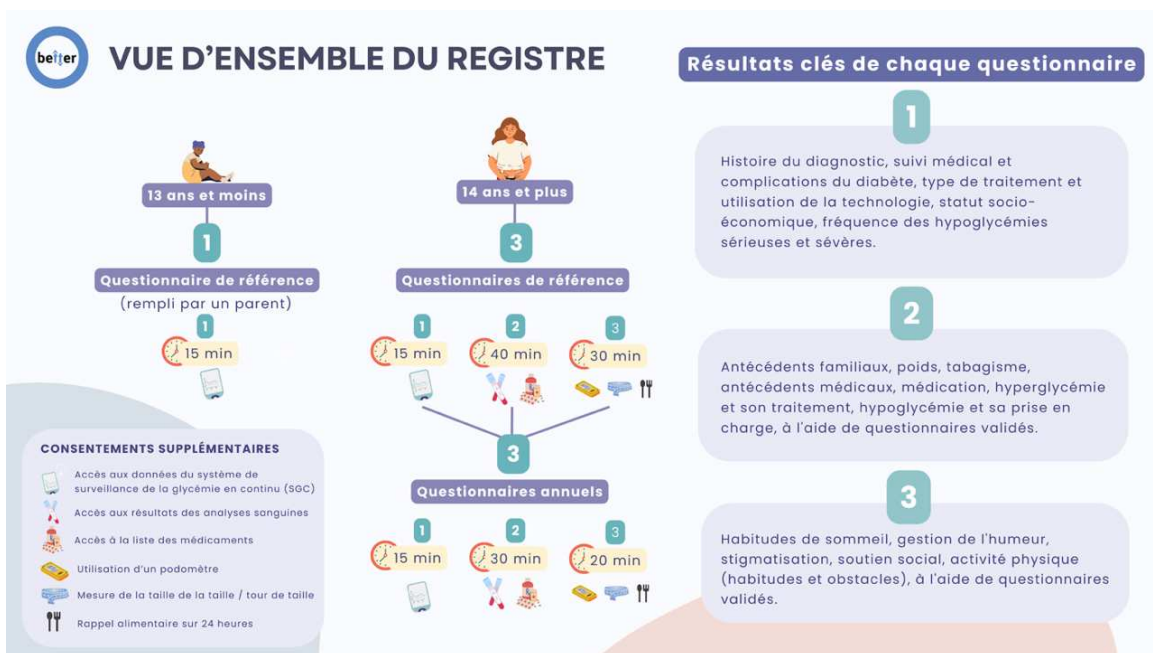 better
VUE D'ENSEMBLE DU REGISTRE
13 ans et moins
1
Questionnaire de référence
(rempli par un parent)
1
15 min
14 ans et plus
3
Questionnaires de référence
1
2
3
15 min
40 min
30 min
3
Questionnaires annuels
1
2
3
15 min
30 min
20 min
CONSENTEMENTS SUPPLÉMENTAIRES
Accès aux données du système de
surveillance de la glycémie en continu (SGC)
Accès aux résultats des analyses sanguines
Accès à la liste des médicaments
Utilisation d'un podomètre
Mesure de la taille de la taille / tour de taille
Rappel alimentaire sur 24 heures
Résultats clés de chaque questionnaire
1
Histoire du diagnostic, suivi médical et
complications du diabète, type de traitement et
utilisation de la technologie, statut socio-
économique, fréquence des hypoglycémies
sérieuses et sévères.
2
Antécédents familiaux, poids, tabagisme,
antécédents médicaux, médication, hyperglycémie
et son traitement, hypoglycémie et sa prise en
charge, à l'aide de questionnaires validés.
3
Habitudes de sommeil, gestion de l'humeur,
stigmatisation, soutien social, activité physique
(habitudes et obstacles), à l'aide de questionnaires
validés.